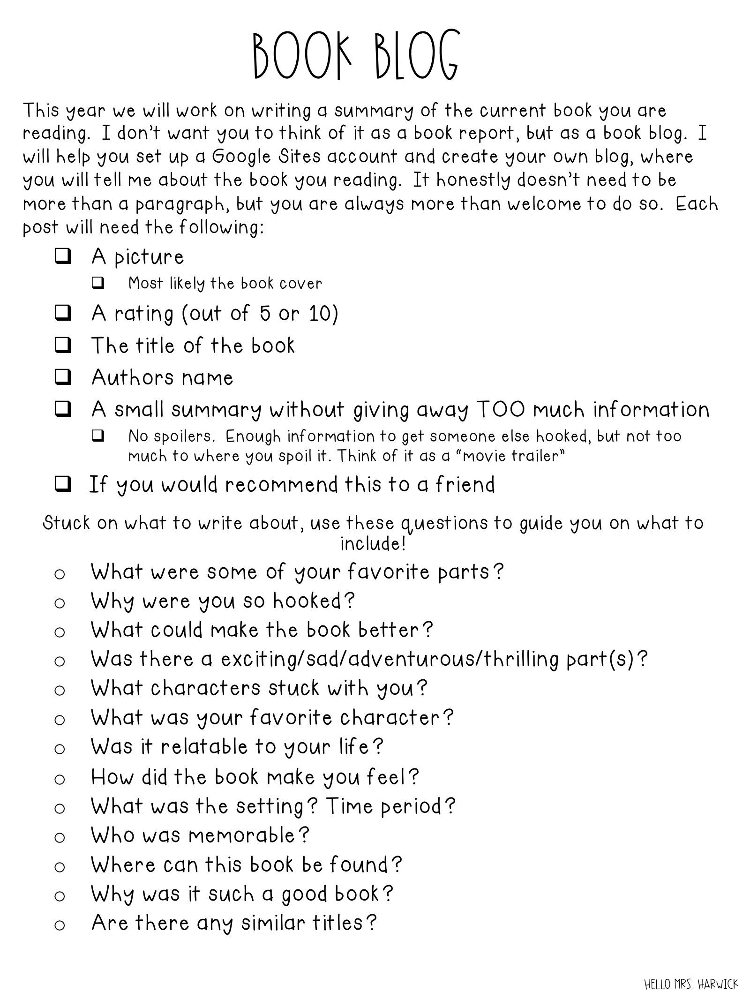 BOOK BLOG
This year we will work on writing a summary of the current book you are
reading. I don't want you to think of it as a book report, but as a book blog. I
will help you set up a Google Sites account and create your own blog, where
you will tell me about the book you reading. It honestly doesn't need to be
more than a paragraph, but you are always more than welcome to do so. Each
post will need the following:
❑ A picture
❑ Most likely the book cover
❑ A rating (out of 5 or 10)
❑ The title of the book
❑ Authors name
❑ A small summary without giving away TOO much information
❑ No spoilers. Enough information to get someone else hooked, but not too
much to where you spoil it. Think of it as a “movie trailer”
❑ If you would recommend this to a friend
Stuck on what to write about, use these questions to guide you on what to
include!
o What were some of your favorite parts?
o Why were you so hooked?
o What could make the book better?
o Was there a exciting/sad/adventurous/thrilling part(s)?
o What characters stuck with you?
o What was your favorite character?
o Was it relatable to your life?
o How did the book make you feel?
o What was the setting? Time period?
o Who was memorable?
o Where can this book be found?
o Why was it such a good book?
o Are there any similar titles?
HELLO MRS. HARWICK